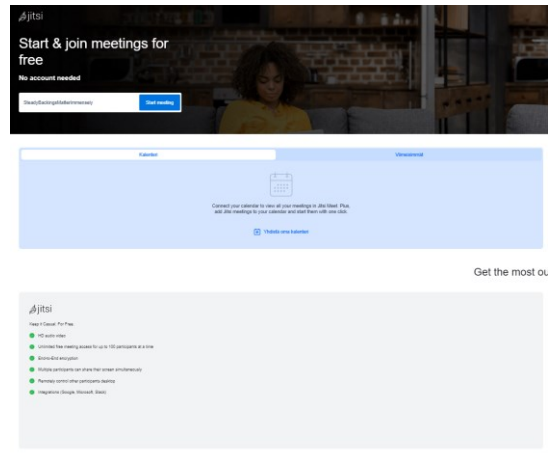 jitsi
Start & join meetings for
free
No account needed
Start meeting
Kalenteri
Viimeisimmät
Connect your calendar to view all your meetings in Jitsi Meet. Plus,
add Jitsi meetings to your calendar and start them with one click.
Yhdistä oma kalenteri
Get the most ou
jitsi
Keep it Casual. For Free.
HD audio video
Unlimited free meeting access for up to 100 participants at a time
End-to-End encryption
Multiple participants can share their screen simultaneously
Remotely control other participants desktop
Integrations (Google, Microsoft, Slack)